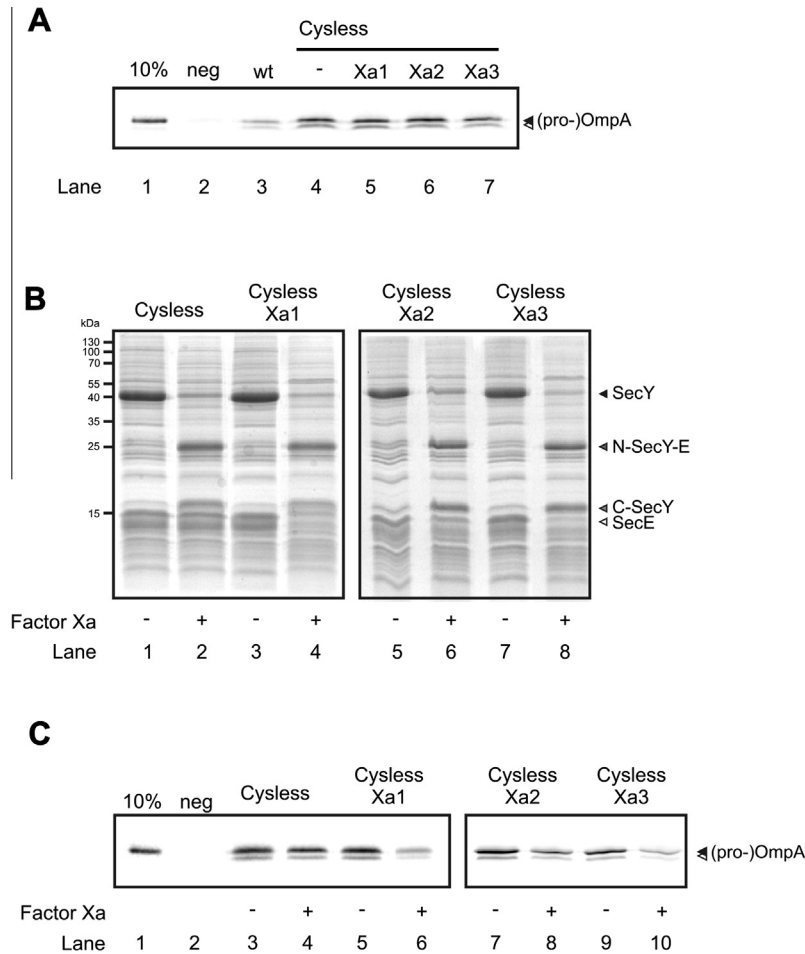 A
Cysless
10% neg wt - Xa1 Xa2 Xa3
(pro-)OmpA
Lane 1 2 3 4 5 6 7
B
Cysless Cysless Xa1 Cysless Xa2 Cysless Xa3
kDa
130
100
70
55
40
35
25
15
SecY
N-SecY-E
C-SecY
SecE
Factor Xa - + - + - + - +
Lane 1 2 3 4 5 6 7 8
C
10% neg Cysless Cysless Xa1 Cysless Xa2 Cysless Xa3
(pro-)OmpA
Factor Xa - + - + - + - +
Lane 1 2 3 4 5 6 7 8 9 10